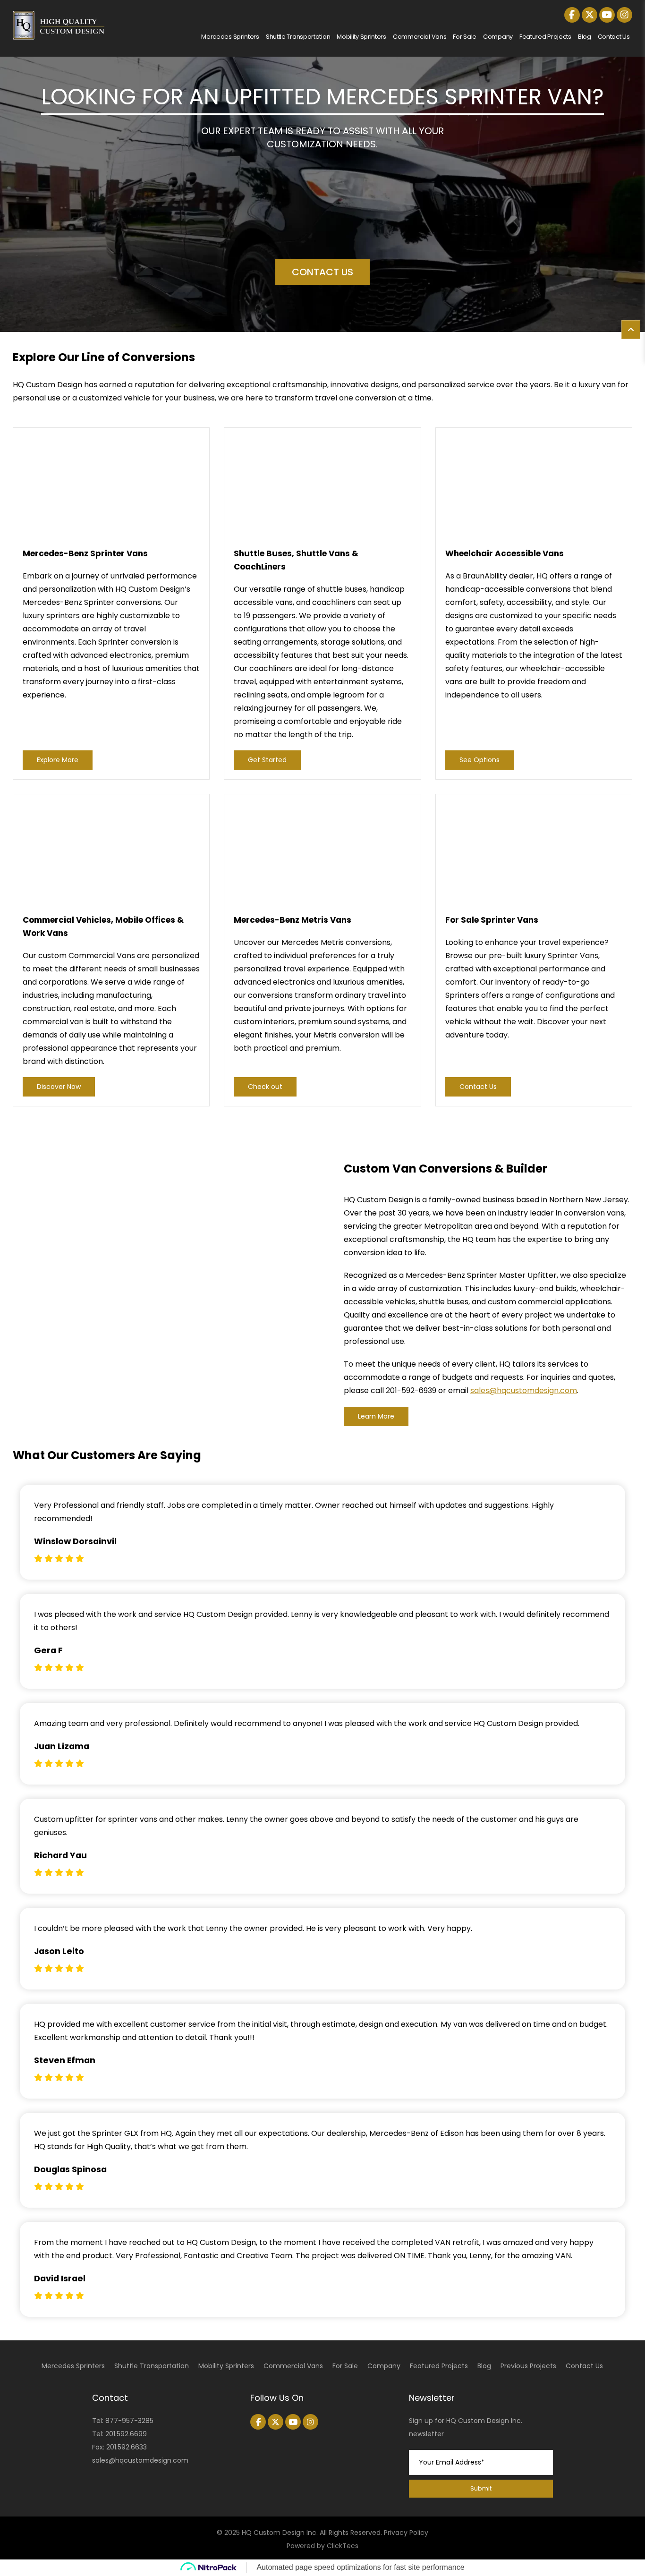 HQ
HIGH QUALITY
CUSTOM DESIGN
Mercedes Sprinters Shuttle Transportation Mobility Sprinters Commercial Vans For Sale Company Featured Projects Blog Contact Us
LOOKING FOR AN UPFITTED MERCEDES SPRINTER VAN?
OUR EXPERT TEAM IS READY TO ASSIST WITH ALL YOUR
CUSTOMIZATION NEEDS.
CONTACT US
Explore Our Line of Conversions
HQ Custom Design has earned a reputation for delivering exceptional craftsmanship, innovative designs, and personalized service over the years. Be it a luxury van for
personal use or a customized vehicle for your business, we are here to transform travel one conversion at a time.
Mercedes-Benz Sprinter Vans
Embark on a journey of unrivaled performance
and personalization with HQ Custom Design's
Mercedes-Benz Sprinter conversions. Our
luxury sprinters are highly customizable to
accommodate an array of travel
environments. Each Sprinter conversion is
crafted with advanced electronics, premium
materials, and a host of luxurious amenities that
transform every journey into a first-class
experience.
Explore More
Shuttle Buses, Shuttle Vans &
CoachLiners
Our versatile range of shuttle buses, handicap
accessible vans, and coachliners can seat up
to 19 passengers. We provide a variety of
configurations that allow you to choose the
seating arrangements, storage solutions, and
accessibility features that best suit your needs.
Our coachliners are ideal for long-distance
travel, equipped with entertainment systems,
reclining seats, and ample legroom for a
relaxing journey for all passengers. We,
promiseing a comfortable and enjoyable ride
no matter the length of the trip.
Get Started
Wheelchair Accessible Vans
As a BraunAbility dealer, HQ offers a range of
handicap-accessible conversions that blend
comfort, safety, accessibility, and style. Our
designs are customized to your specific needs
to guarantee every detail exceeds
expectations. From the selection of high-
quality materials to the integration of the latest
safety features, our wheelchair-accessible
vans are built to provide freedom and
independence to all users.
See Options
Commercial Vehicles, Mobile Offices &
Work Vans
Our custom Commercial Vans are personalized
to meet the different needs of small businesses
and corporations. We serve a wide range of
industries, including manufacturing,
construction, real estate, and more. Each
commercial van is built to withstand the
demands of daily use while maintaining a
professional appearance that represents your
brand with distinction.
Discover Now
Mercedes-Benz Metris Vans
Uncover our Mercedes Metris conversions,
crafted to individual preferences for a truly
personalized travel experience. Equipped with
advanced electronics and luxurious amenities,
our conversions transform ordinary travel into
beautiful and private journeys. With options for
custom interiors, premium sound systems, and
elegant finishes, your Metris conversion will be
both practical and premium.
Check out
For Sale Sprinter Vans
Looking to enhance your travel experience?
Browse our pre-built luxury Sprinter Vans,
crafted with exceptional performance and
comfort. Our inventory of ready-to-go
Sprinters offers a range of configurations and
features that enable you to find the perfect
vehicle without the wait. Discover your next
adventure today.
Contact Us
Custom Van Conversions & Builder
HQ Custom Design is a family-owned business based in Northern New Jersey.
Over the past 30 years, we have been an industry leader in conversion vans,
servicing the greater Metropolitan area and beyond. With a reputation for
exceptional craftsmanship, the HQ team has the expertise to bring any
conversion idea to life.
Recognized as a Mercedes-Benz Sprinter Master Upfitter, we also specialize
in a wide array of customization. This includes luxury-end builds, wheelchair-
accessible vehicles, shuttle buses, and custom commercial applications.
Quality and excellence are at the heart of every project we undertake to
guarantee that we deliver best-in-class solutions for both personal and
professional use.
To meet the unique needs of every client, HQ tailors its services to
accommodate a range of budgets and requests. For inquiries and quotes,
please call 201-592-6939 or email sales@hqcustomdesign.com.
Learn More
What Our Customers Are Saying
Very Professional and friendly staff. Jobs are completed in a timely matter. Owner reached out himself with updates and suggestions. Highly
recommended!
Winslow Dorsainvil
I was pleased with the work and service HQ Custom Design provided. Lenny is very knowledgeable and pleasant to work with. I would definitely recommend
it to others!
Gera F
Amazing team and very professional. Definitely would recommend to anyone! I was pleased with the work and service HQ Custom Design provided.
Juan Lizama
Custom upfitter for sprinter vans and other makes. Lenny the owner goes above and beyond to satisfy the needs of the customer and his guys are
geniuses.
Richard Yau
I couldn't be more pleased with the work that Lenny the owner provided. He is very pleasant to work with. Very happy.
Jason Leito
HQ provided me with excellent customer service from the initial visit, through estimate, design and execution. My van was delivered on time and on budget.
Excellent workmanship and attention to detail. Thank you!!!
Steven Efman
We just got the Sprinter GLX from HQ. Again they met all our expectations. Our dealership, Mercedes-Benz of Edison has been using them for over 8 years.
HQ stands for High Quality, that's what we get from them.
Douglas Spinosa
From the moment I have reached out to HQ Custom Design, to the moment I have received the completed VAN retrofit, I was amazed and very happy
with the end product. Very Professional, Fantastic and Creative Team. The project was delivered ON TIME. Thank you, Lenny, for the amazing VAN.
David Israel
Mercedes Sprinters Shuttle Transportation Mobility Sprinters Commercial Vans For Sale Company Featured Projects Blog Previous Projects Contact Us
Contact
Tel: 877-957-3285
Tel: 201.592.6699
Fax: 201.592.6633
sales@hqcustomdesign.com
Follow Us On
Newsletter
Sign up for HQ Custom Design Inc.
newsletter
Your Email Address*
Submit
© 2025 HQ Custom Design Inc. All Rights Reserved. Privacy Policy
Powered by ClickTecs
NitroPack Automated page speed optimizations for fast site performance